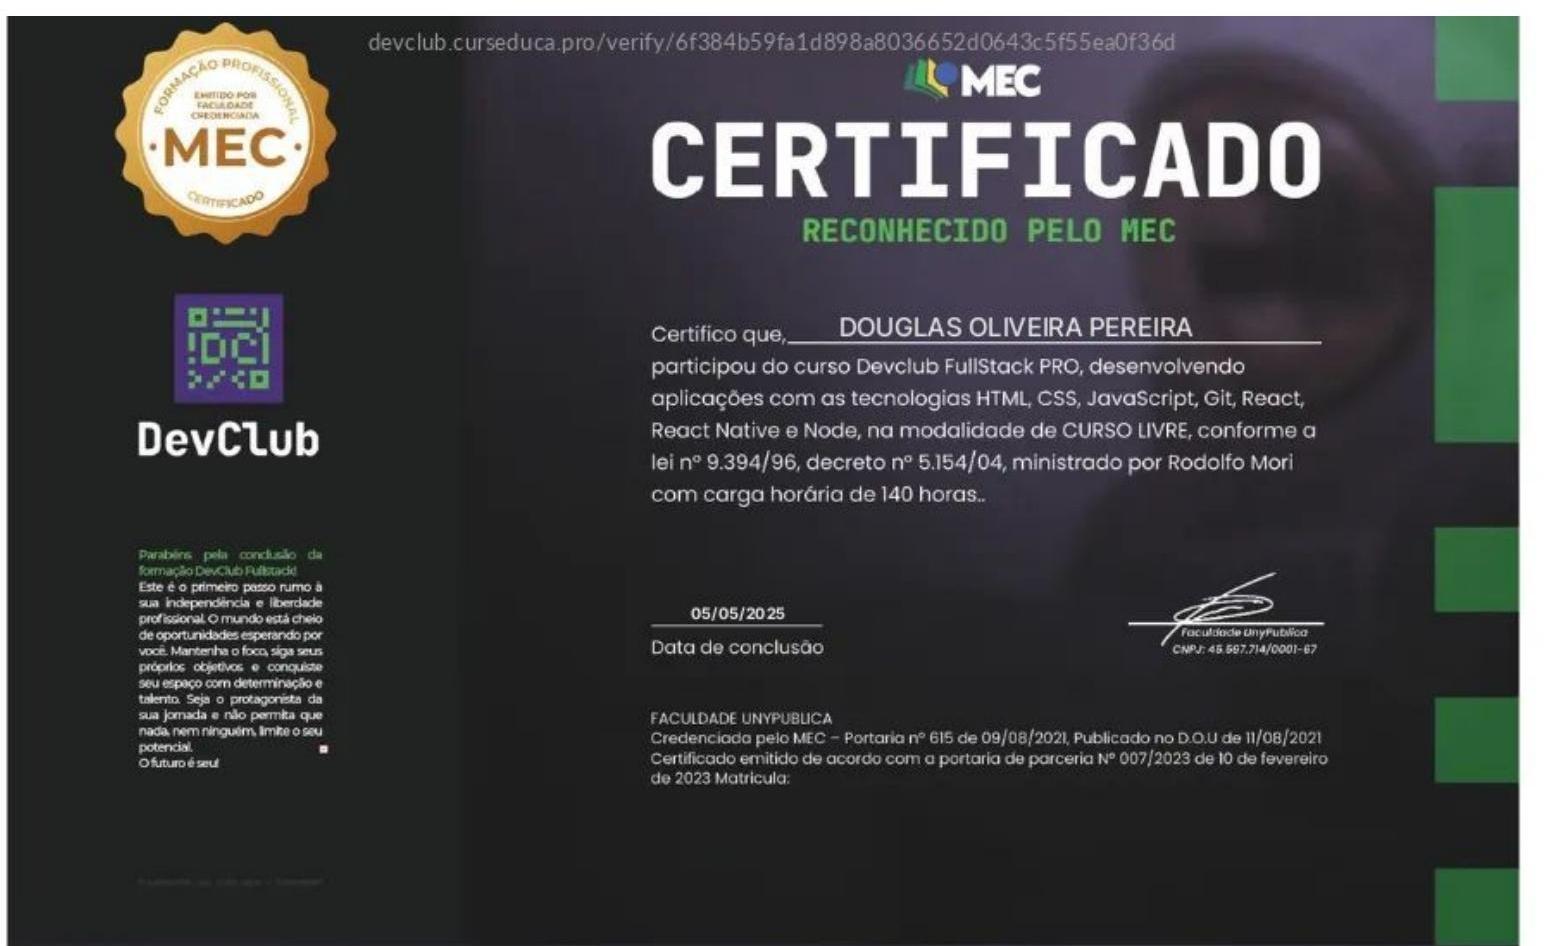 devclub.curseduca.pro/verify/6f384b59fa1d898a8036652d0643c5f55ea0f36d
FORMAÇÃO PROFISSIONAL
EMITIDO POR
FACULDADE
CREDENCIADA
MEC
CERTIFICADO
MEC
CERTIFICADO
RECONHECIDO PELO MEC
DC
DevClub
Certifico que, DOUGLAS OLIVEIRA PEREIRA
participou do curso Devclub FullStack PRO, desenvolvendo
aplicações com as tecnologias HTML, CSS, JavaScript, Git, React,
React Native e Node, na modalidade de CURSO LIVRE, conforme a
lei nº 9.394/96, decreto nº 5.154/04, ministrado por Rodolfo Mori
com carga horária de 140 horas..
Parabéns pela conclusão da
formação DevClub Fullstack!
Este é o primeiro passo rumo à
sua independência e liberdade
profissional. O mundo está cheio
de oportunidades esperando por
você. Mantenha o foco, siga seus
próprios objetivos e conquiste
seu espaço com determinação e
talento. Seja o protagonista da
sua jornada e não permita que
nada, nem ninguém, limite o seu
potencial.
O futuro é seu!
05/05/2025
Data de conclusão
Faculdade UnyPublica
CNPJ: 45.597.714/0001-67
FACULDADE UNYPUBLICA
Credenciada pelo MEC – Portaria nº 615 de 09/08/2021, Publicado no D.O.U de 11/08/2021
Certificado emitido de acordo com a portaria de parceria Nº 007/2023 de 10 de fevereiro
de 2023 Matricula: